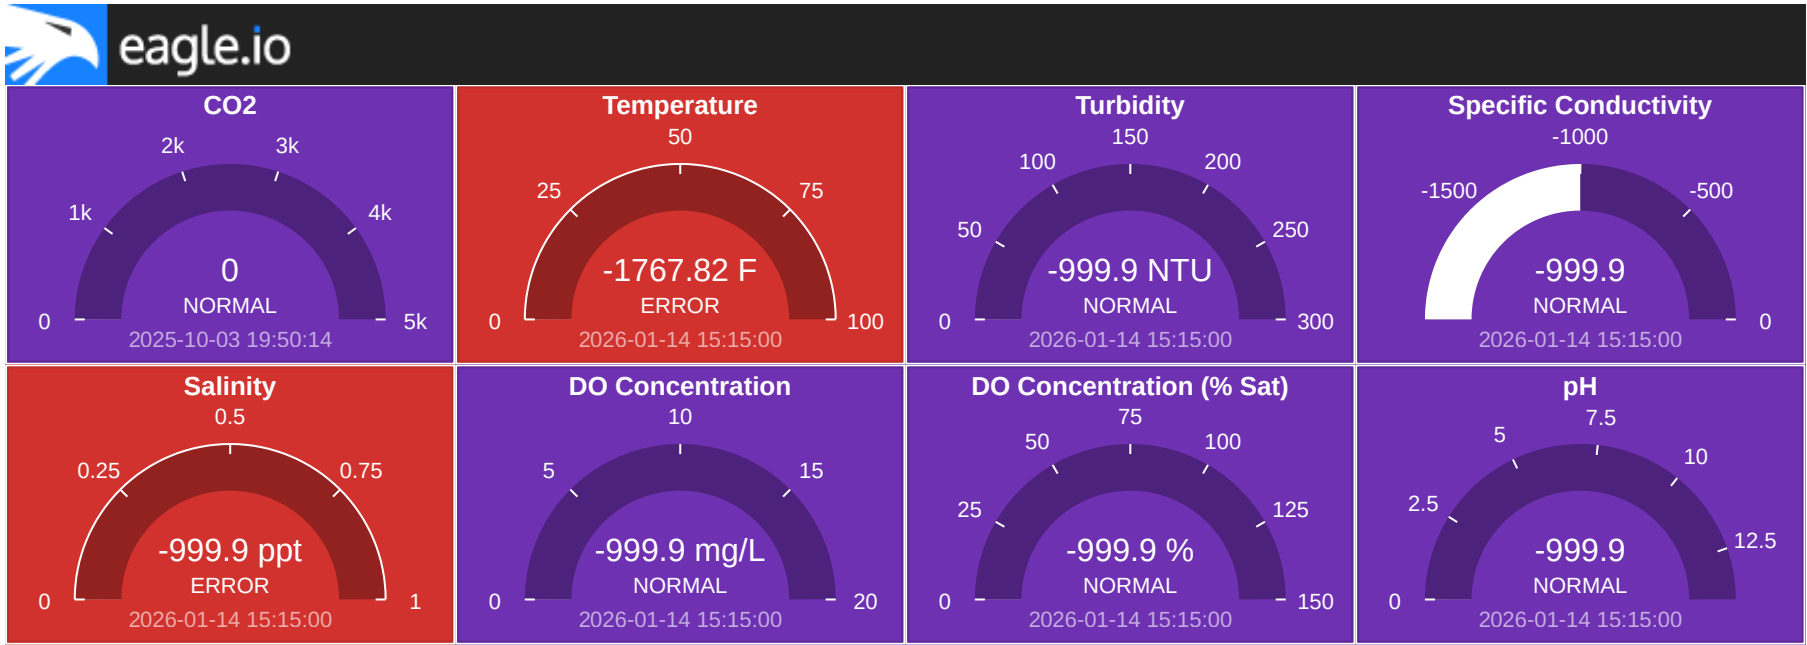 eagle.io
CO2
2k
3k
1k
4k
0
NORMAL
0
5k
2025-10-03 19:50:14
Temperature
50
25
75
-1767.82 F
ERROR
0
100
2026-01-14 15:15:00
Turbidity
150
100
200
50
250
-999.9 NTU
NORMAL
0
300
2026-01-14 15:15:00
Specific Conductivity
-1000
-1500
-500
-999.9
NORMAL
0
2026-01-14 15:15:00
Salinity
0.5
0.25
0.75
-999.9 ppt
ERROR
0
1
2026-01-14 15:15:00
DO Concentration
10
5
15
-999.9 mg/L
NORMAL
0
20
2026-01-14 15:15:00
DO Concentration (% Sat)
75
50
100
25
125
-999.9 %
NORMAL
0
150
2026-01-14 15:15:00
pH
7.5
5
10
2.5
12.5
-999.9
NORMAL
0
2026-01-14 15:15:00